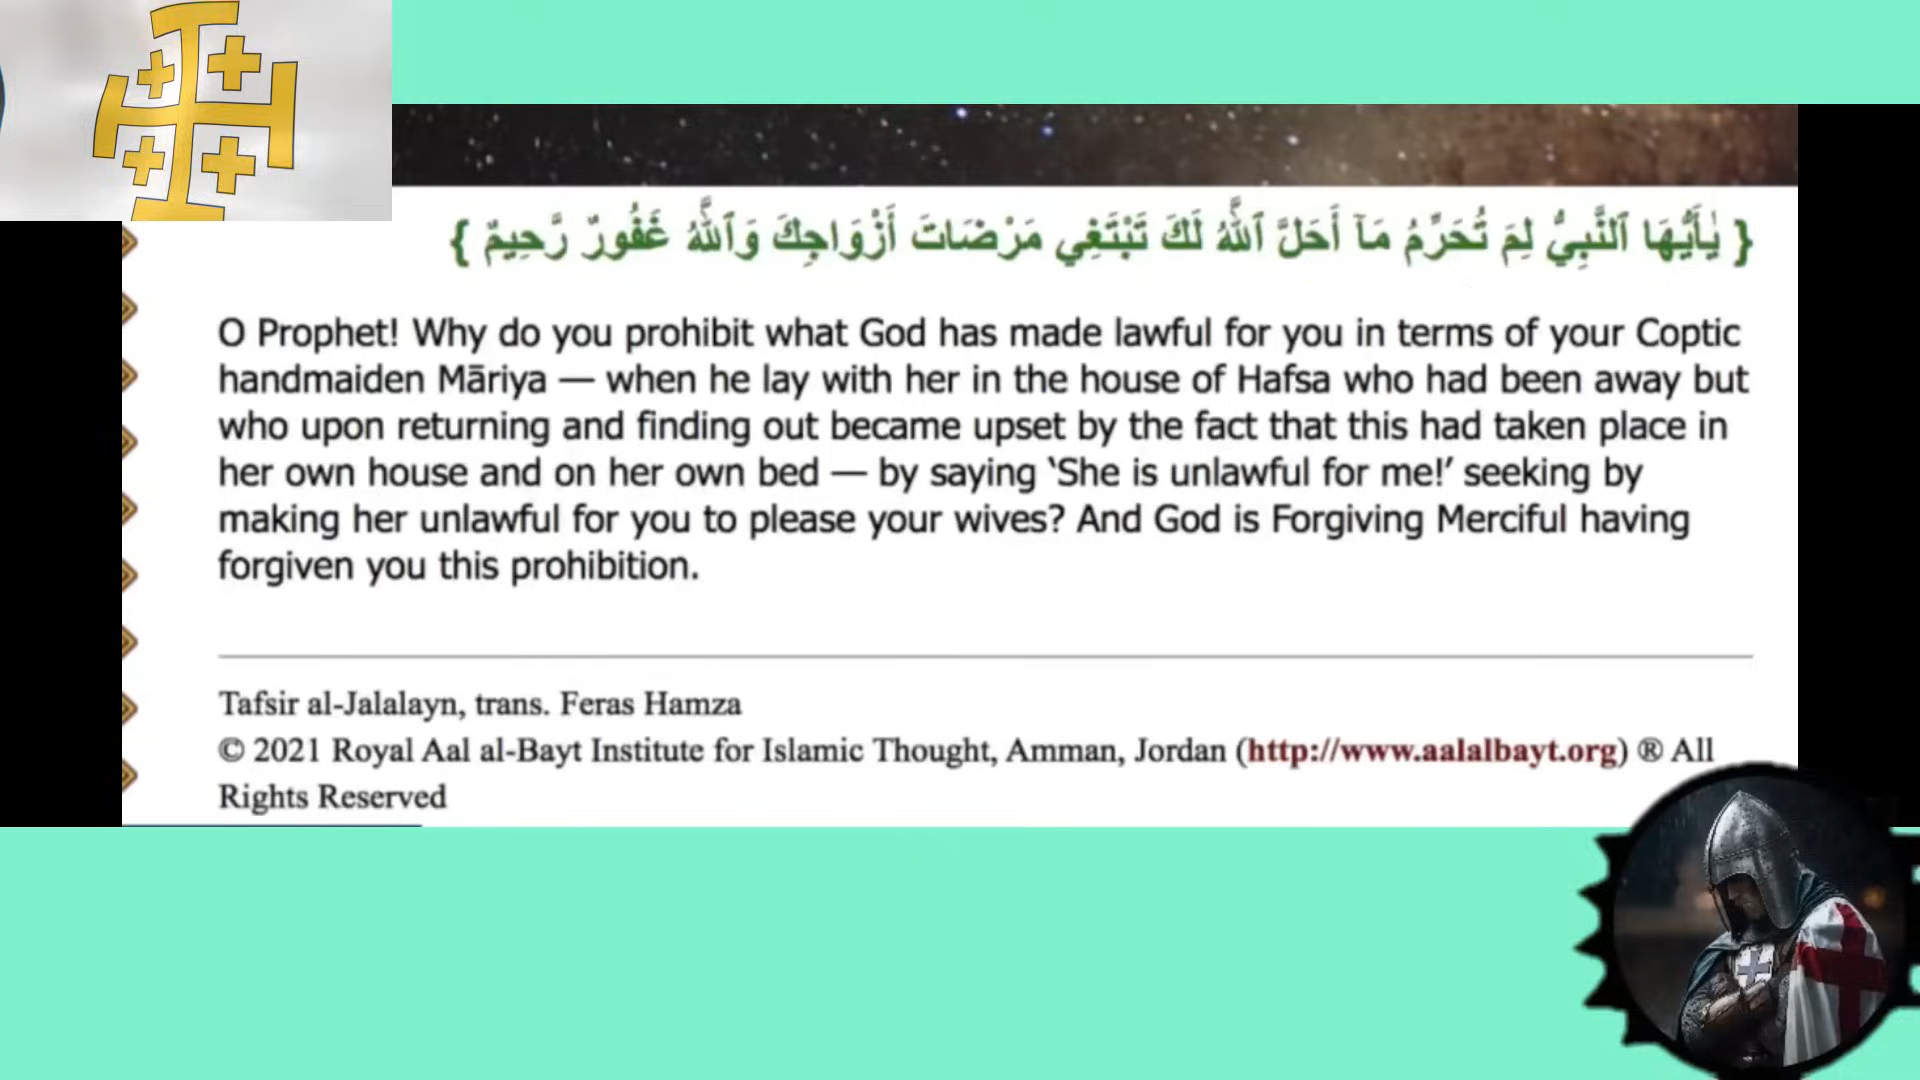 { يٰأَيُّهَا ٱلنَّبِيُّ لِمَ تُحَرِّمُ مَآ أَحَلَّ ٱللَّهُ لَكَ تَبْتَغِي مَرْضَاتَ أَزْوَاجِكَ وَٱللَّهُ غَفُورٌ رَّحِيمٌ }
O Prophet! Why do you prohibit what God has made lawful for you in terms of your Coptic
handmaiden Māriya — when he lay with her in the house of Hafsa who had been away but
who upon returning and finding out became upset by the fact that this had taken place in
her own house and on her own bed — by saying ‘She is unlawful for me!’ seeking by
making her unlawful for you to please your wives? And God is Forgiving Merciful having
forgiven you this prohibition.
Tafsir al-Jalalayn, trans. Feras Hamza
© 2021 Royal Aal al-Bayt Institute for Islamic Thought, Amman, Jordan (http://www.aalalbayt.org) ® All
Rights Reserved